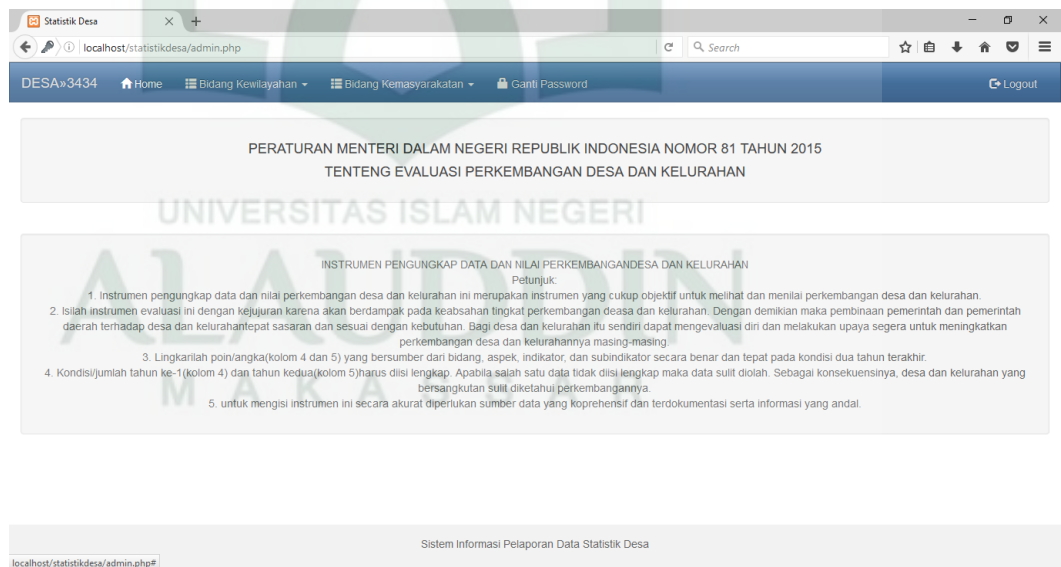 Statistik Desa
localhost/statistikdesa/admin.php
Search
DESA»3434 Home Bidang Kewilayahan Bidang Kemasyarakatan Ganti Password Logout
PERATURAN MENTERI DALAM NEGERI REPUBLIK INDONESIA NOMOR 81 TAHUN 2015
TENTENG EVALUASI PERKEMBANGAN DESA DAN KELURAHAN
UNIVERSITAS ISLAM NEGERI
ALAUDDIN
MAKASSAR
INSTRUMEN PENGUNGKAP DATA DAN NILAI PERKEMBANGANDESA DAN KELURAHAN
Petunjuk:
1. Instrumen pengungkap data dan nilai perkembangan desa dan kelurahan ini merupakan instrumen yang cukup objektif untuk melihat dan menilai perkembangan desa dan kelurahan.
2. Isilah instrumen evaluasi ini dengan kejujuran karena akan berdampak pada keabsahan tingkat perkembangan deasa dan kelurahan. Dengan demikian maka pembinaan pemerintah dan pemerintah
daerah terhadap desa dan kelurahantepat sasaran dan sesuai dengan kebutuhan. Bagi desa dan kelurahan itu sendiri dapat mengevaluasi diri dan melakukan upaya segera untuk meningkatkan
perkembangan desa dan kelurahannya masing-masing.
3. Lingkarilah poin/angka(kolom 4 dan 5) yang bersumber dari bidang, aspek, indikator, dan subindikator secara benar dan tepat pada kondisi dua tahun terakhir.
4. Kondisi/jumlah tahun ke-1(kolom 4) dan tahun kedua(kolom 5)harus diisi lengkap. Apabila salah satu data tidak diisi lengkap maka data sulit diolah. Sebagai konsekuensinya, desa dan kelurahan yang
bersangkutan sulit diketahui perkembangannya.
5. untuk mengisi instrumen ini secara akurat diperlukan sumber data yang koprehensif dan terdokumentasi serta informasi yang andal.
Sistem Informasi Pelaporan Data Statistik Desa
localhost/statistikdesa/admin.php#